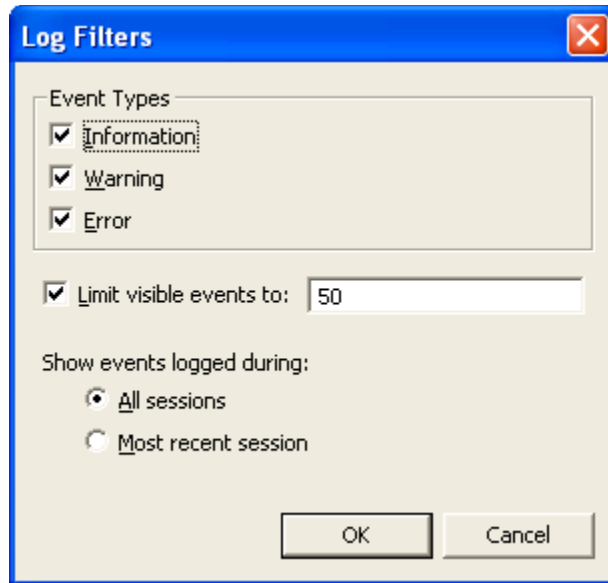 Log Filters
Event Types
Information
Warning
Error
Limit visible events to: 50
Show events logged during:
All sessions
Most recent session
OK Cancel